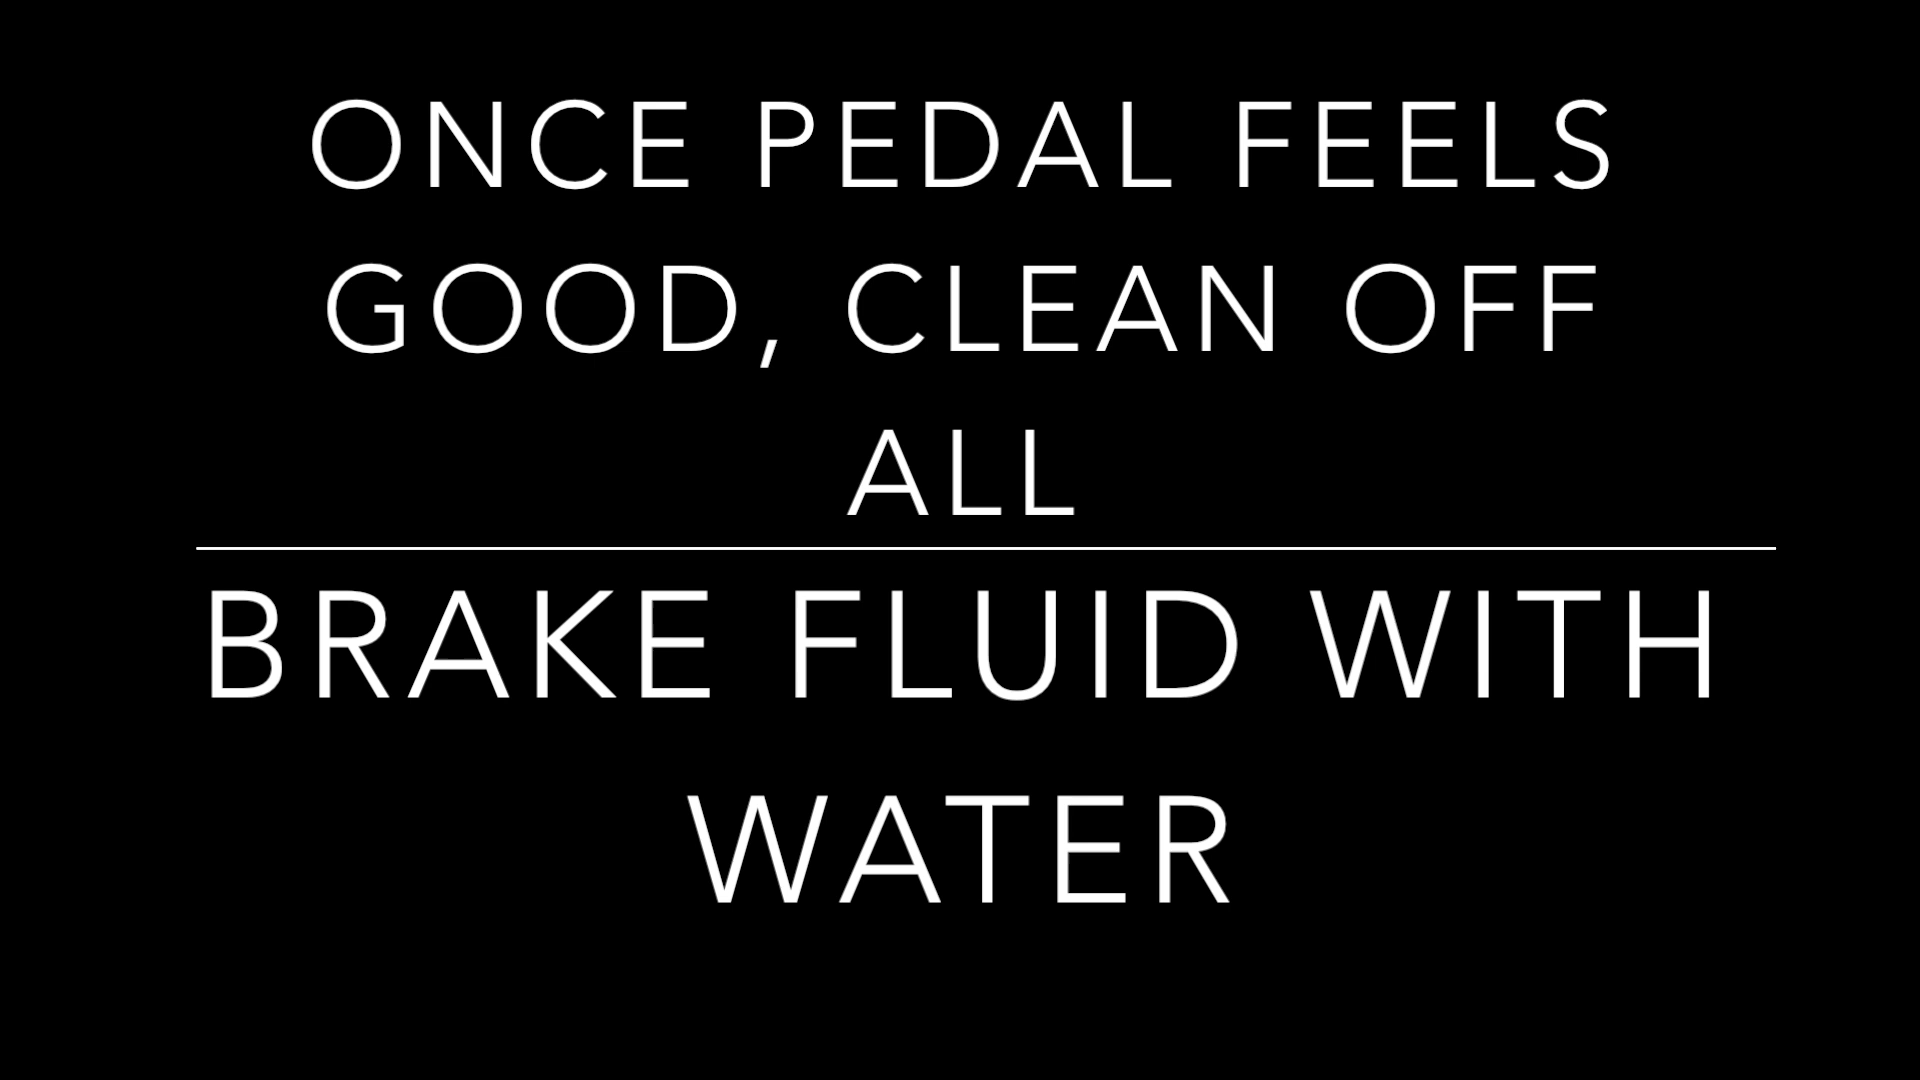 ONCE PEDAL FEELS
GOOD, CLEAN OFF
ALL
BRAKE FLUID WITH
WATER